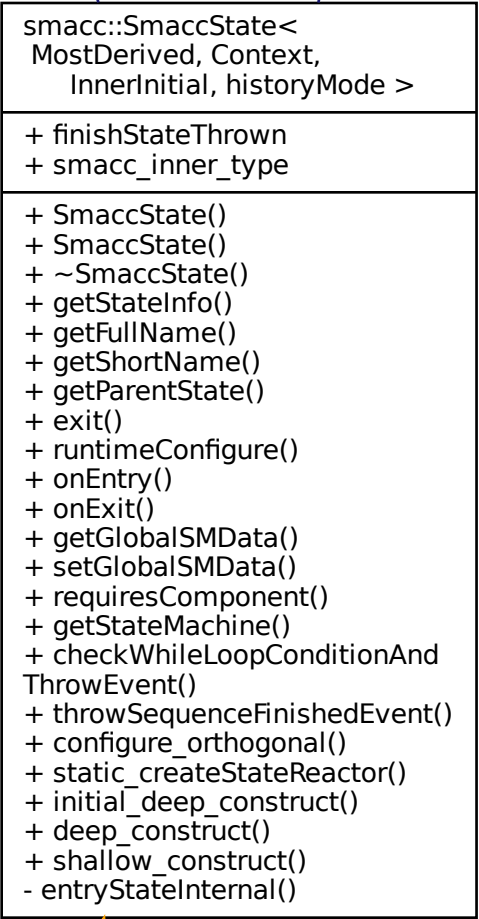 smacc::SmaccState<
MostDerived, Context,
InnerInitial, historyMode >
+ finishStateThrown
+ smacc_inner_type
+ SmaccState()
+ SmaccState()
+ ~SmaccState()
+ getStateInfo()
+ getFullName()
+ getShortName()
+ getParentState()
+ exit()
+ runtimeConfigure()
+ onEntry()
+ onExit()
+ getGlobalSMData()
+ setGlobalSMData()
+ requiresComponent()
+ getStateMachine()
+ checkWhileLoopConditionAnd
ThrowEvent()
+ throwSequenceFinishedEvent()
+ configure_orthogonal()
+ static_createStateReactor()
+ initial_deep_construct()
+ deep_construct()
+ shallow_construct()
- entryStateInternal()